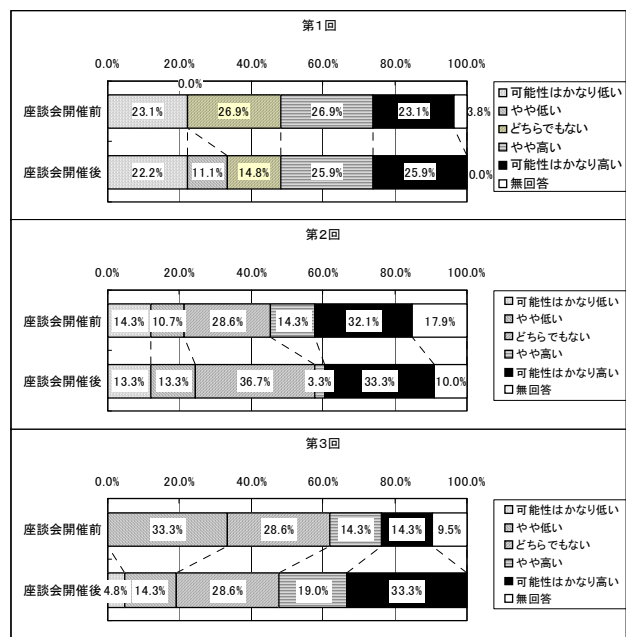 第1回
0.0% 20.0% 40.0% 60.0% 80.0% 100.0%
0.0%
座談会開催前 23.1% 26.9% 26.9% 23.1% 3.8%
座談会開催後 22.2% 11.1% 14.8% 25.9% 25.9% 0.0%
可能性はかなり低い
やや低い
どちらでもない
やや高い
可能性はかなり高い
無回答
第2回
0.0% 20.0% 40.0% 60.0% 80.0% 100.0%
座談会開催前 14.3% 10.7% 28.6% 14.3% 32.1% 17.9%
座談会開催後 13.3% 13.3% 36.7% 3.3% 33.3% 10.0%
可能性はかなり低い
やや低い
どちらでもない
やや高い
可能性はかなり高い
無回答
第3回
0.0% 20.0% 40.0% 60.0% 80.0% 100.0%
座談会開催前 33.3% 28.6% 14.3% 14.3% 9.5%
座談会開催後 4.8% 14.3% 28.6% 19.0% 33.3%
可能性はかなり低い
やや低い
どちらでもない
やや高い
可能性はかなり高い
無回答